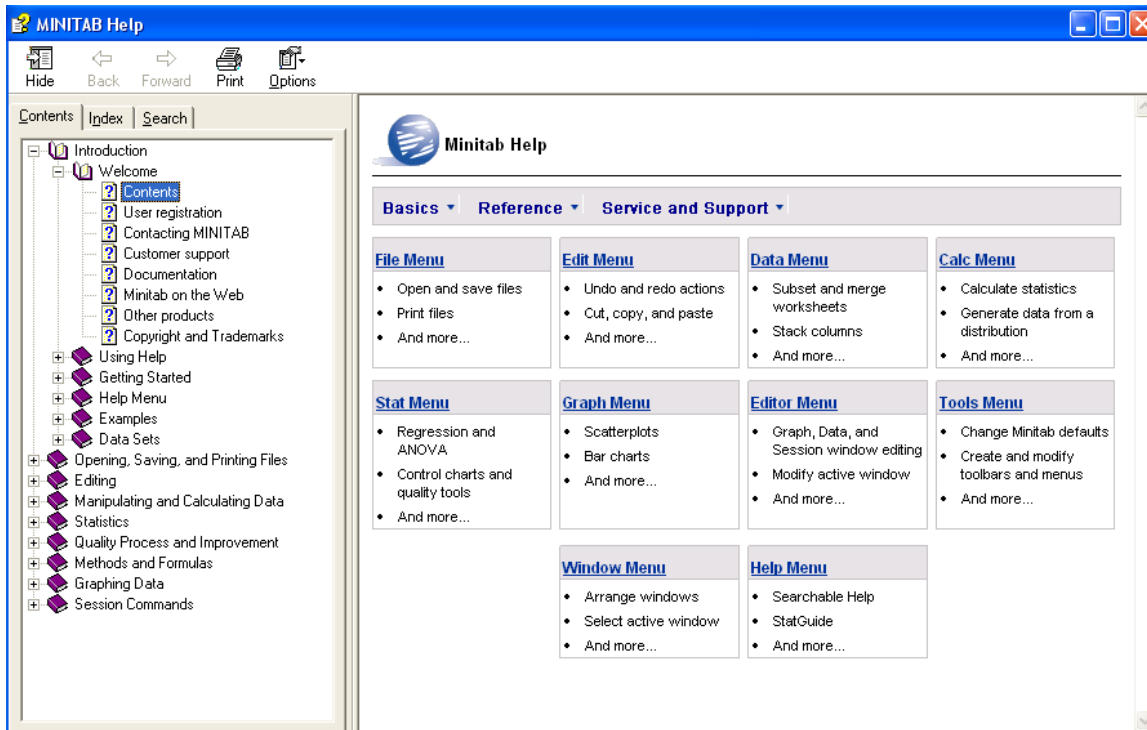 MINITAB Help
Hide Back Forward Print Options
Contents Index Search
Introduction
Welcome
Contents
User registration
Contacting MINITAB
Customer support
Documentation
Minitab on the Web
Other products
Copyright and Trademarks
Using Help
Getting Started
Help Menu
Examples
Data Sets
Opening, Saving, and Printing Files
Editing
Manipulating and Calculating Data
Statistics
Quality Process and Improvement
Methods and Formulas
Graphing Data
Session Commands
Minitab Help
Basics Reference Service and Support
File Menu
• Open and save files
• Print files
• And more...
Edit Menu
• Undo and redo actions
• Cut, copy, and paste
• And more...
Data Menu
• Subset and merge
worksheets
• Stack columns
• And more...
Calc Menu
• Calculate statistics
• Generate data from a
distribution
• And more...
Stat Menu
• Regression and
ANOVA
• Control charts and
quality tools
• And more...
Graph Menu
• Scatterplots
• Bar charts
• And more...
Editor Menu
• Graph, Data, and
Session window editing
• Modify active window
• And more...
Tools Menu
• Change Minitab defaults
• Create and modify
toolbars and menus
• And more...
Window Menu
• Arrange windows
• Select active window
• And more...
Help Menu
• Searchable Help
• StatGuide
• And more...